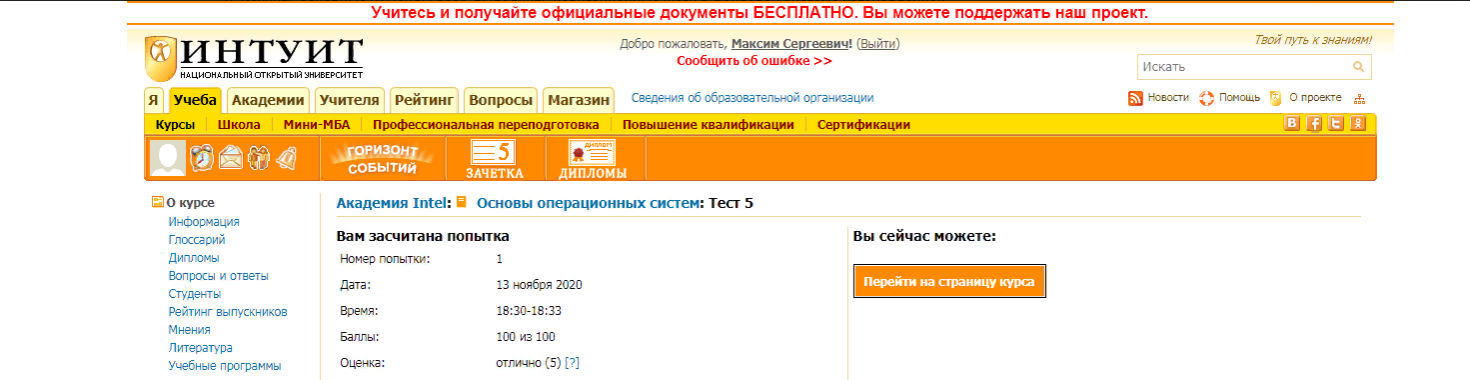 Учитесь и получайте официальные документы БЕСПЛАТНО. Вы можете поддержать наш проект.
ИНТУИТ
НАЦИОНАЛЬНЫЙ ОТКРЫТЫЙ УНИВЕРСИТЕТ
Добро пожаловать, Максим Сергеевич! (Выйти)
Сообщить об ошибке >>
Твой путь к знаниям!
Искать
Я Учеба Академии Учителя Рейтинг Вопросы Магазин Сведения об образовательной организации Новости Помощь О проекте
Курсы Школа Мини-МБА Профессиональная переподготовка Повышение квалификации Сертификации
ГОРИЗОНТ СОБЫТИЙ
5 ЗАЧЕТКА
ДИПЛОМ ДИПЛОМЫ
О курсе
Информация
Глоссарий
Дипломы
Вопросы и ответы
Студенты
Рейтинг выпускников
Мнения
Литература
Учебные программы
Академия Intel: Основы операционных систем: Тест 5
Вам засчитана попытка
Номер попытки: 1
Дата: 13 ноября 2020
Время: 18:30-18:33
Баллы: 100 из 100
Оценка: отлично (5) [?]
Вы сейчас можете:
Перейти на страницу курса